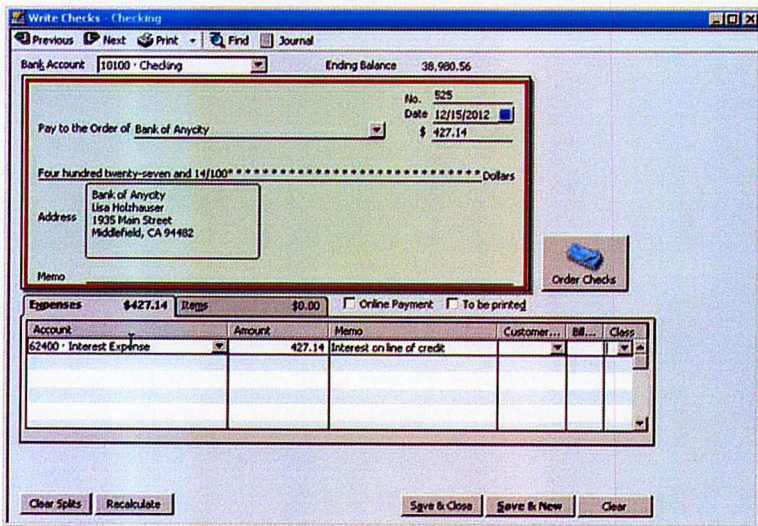 Write Checks - Checking
Previous Next Print Find Journal
Bank Account 10100 · Checking Ending Balance 38,980.56
No. 525
Date 12/15/2012
Pay to the Order of Bank of Anycity $ 427.14
Four hundred twenty-seven and 14/100* * * * * * * * * * * * * * * * * * * * * * * * * * * * * * Dollars
Address
Bank of Anycity
Lisa Holzhauser
1935 Main Street
Middlefield, CA 94482
Order Checks
Memo
Expenses $427.14 Items $0.00 Online Payment To be printed
Account Amount Memo Customer... Bill... Class
62400 · Interest Expense 427.14 Interest on line of credit
Clear Splits Recalculate Save & Close Save & New Clear